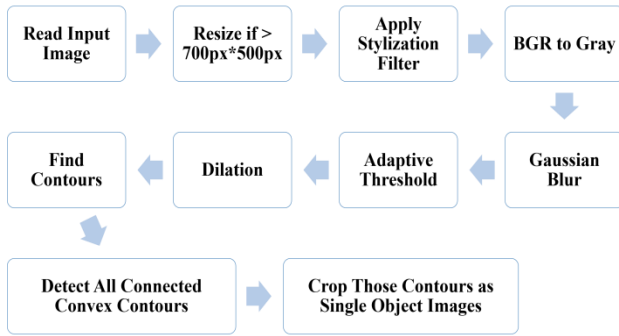 Read Input
Image
Resize if >
700px*500px
Apply
Stylization
Filter
BGR to Gray
Find
Contours
Dilation
Adaptive
Threshold
Gaussian
Blur
Detect All Connected
Convex Contours
Crop Those Contours as
Single Object Images